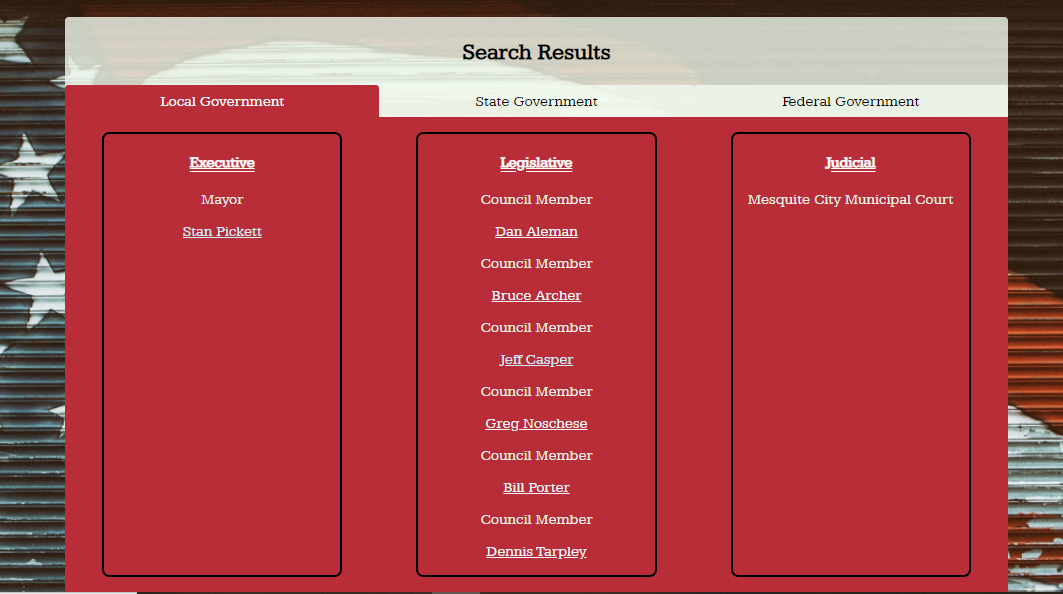 Search Results
Local Government
State Government
Federal Government
Executive
Mayor
Stan Pickett
Legislative
Council Member
Dan Aleman
Council Member
Bruce Archer
Council Member
Jeff Casper
Council Member
Greg Noschese
Council Member
Bill Porter
Council Member
Dennis Tarpley
Judicial
Mesquite City Municipal Court